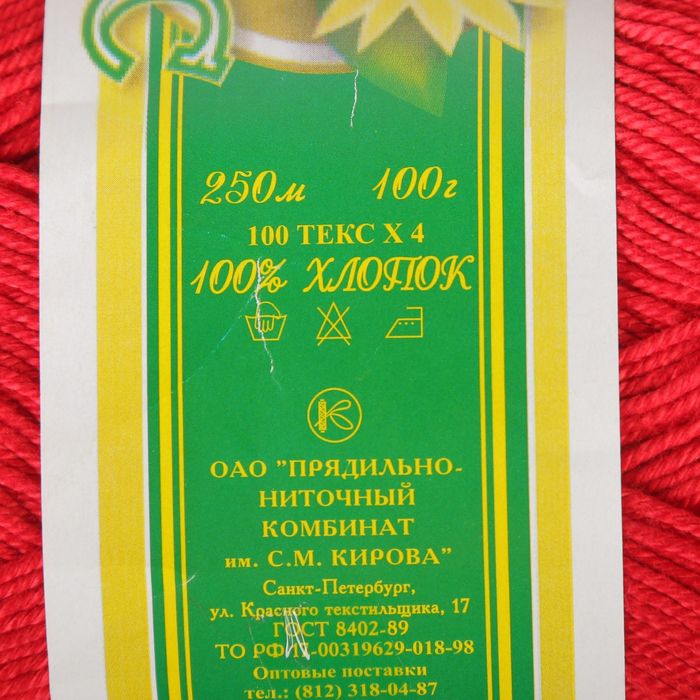 250м 100г
100 ТЕКС Х 4
100% ХЛОПОК
К
ОАО "ПРЯДИЛЬНО-
НИТОЧНЫЙ
КОМБИНАТ
им. С.М. КИРОВА"
Санкт-Петербург,
ул. Красного текстильщика, 17
ГОСТ 8402-89
ТО РФ -00319629-018-98
Оптовые поставки
тел.: (812) 318-04-87